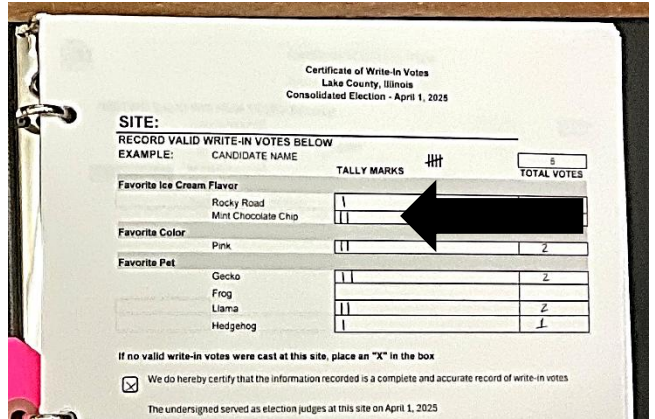 Certificate of Write-In Votes
Lake County, Illinois
Consolidated Election - April 1, 2025
SITE:
RECORD VALID WRITE-IN VOTES BELOW
EXAMPLE: CANDIDATE NAME 5
TALLY MARKS TOTAL VOTES
Favorite Ice Cream Flavor
Rocky Road
Mint Chocolate Chip
Favorite Color
Pink 2
Favorite Pet
Gecko 2
Frog
Llama 2
Hedgehog 1
If no valid write-in votes were cast at this site, place an "X" in the box
X We do hereby certify that the information recorded is a complete and accurate record of write-in votes
The undersigned served as election judges at this site on April 1, 2025